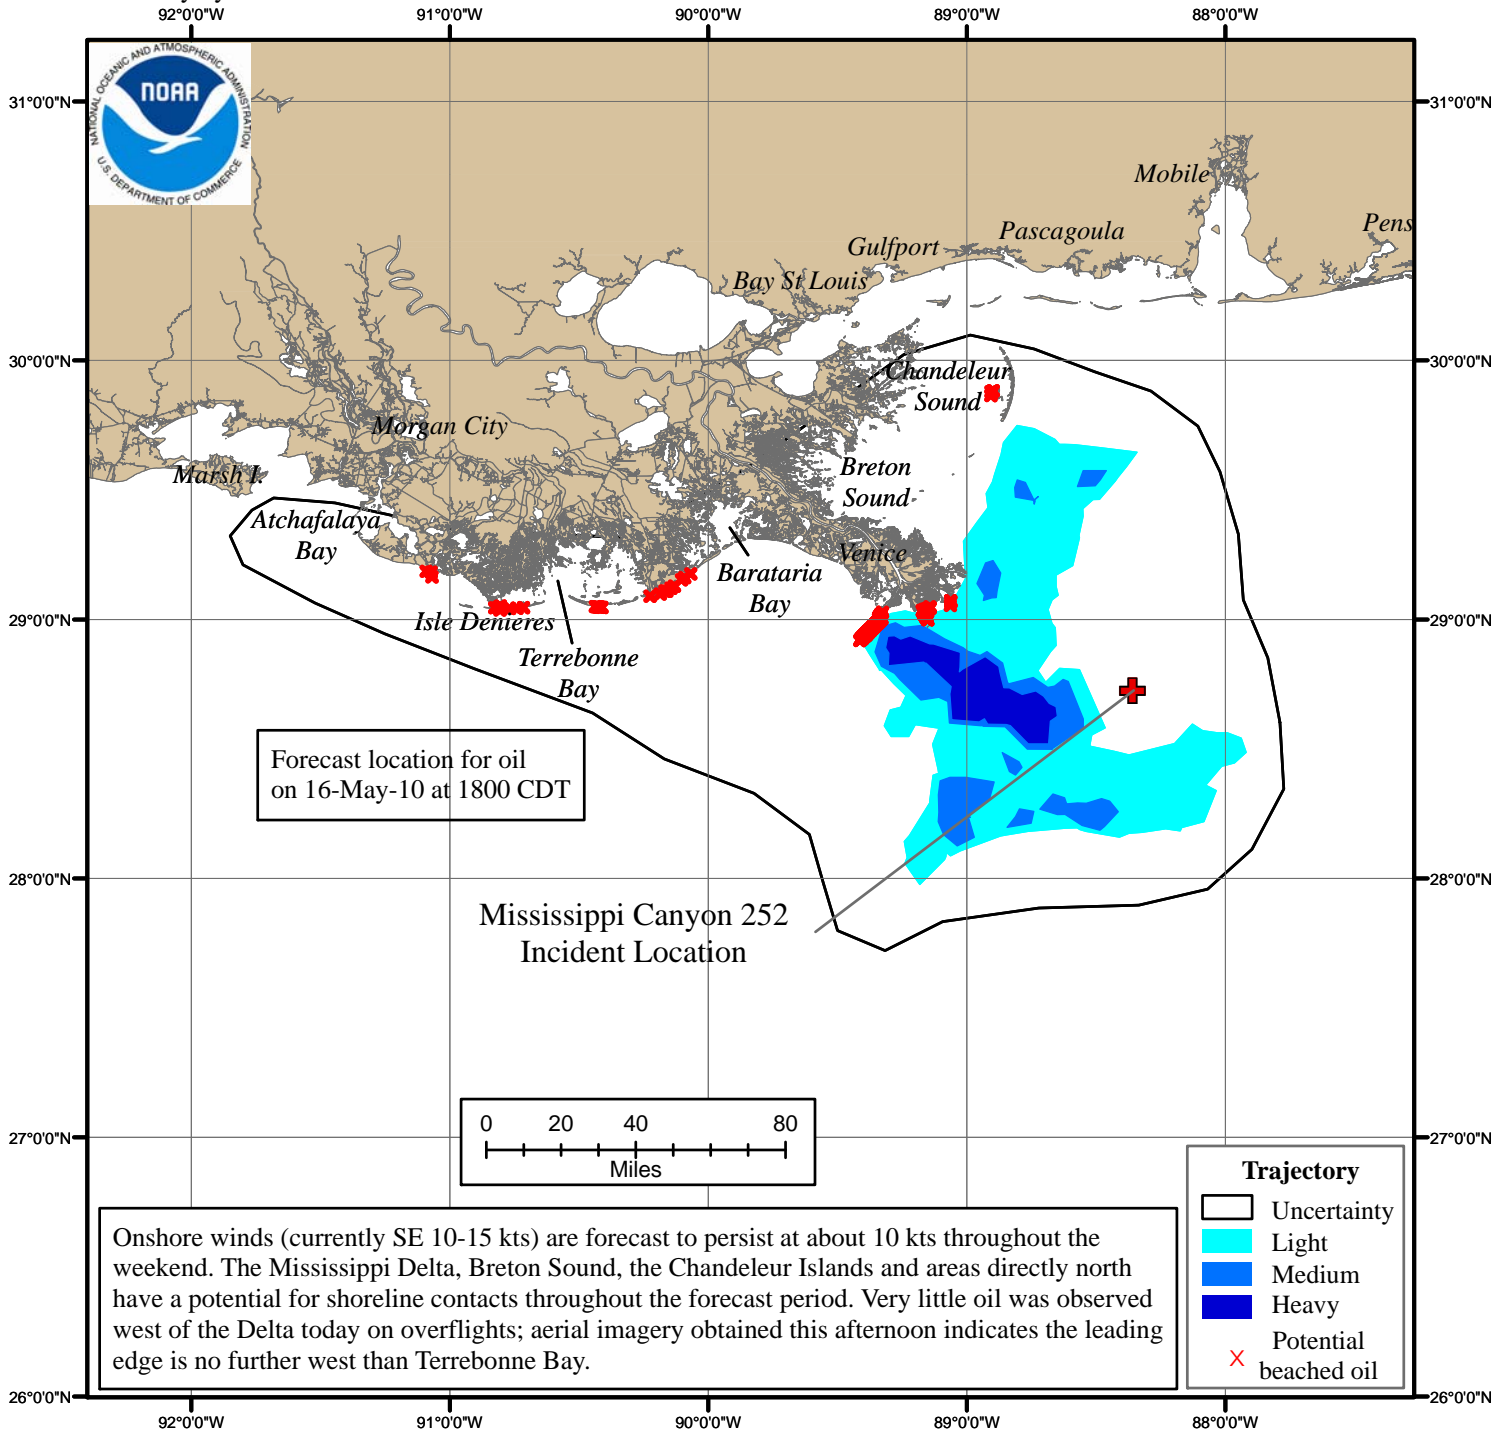 92°0'0"W 91°0'0"W 90°0'0"W 89°0'0"W 88°0'0"W
NATIONAL OCEANIC AND ATMOSPHERIC ADMINISTRATION
NOAA
U.S. DEPARTMENT OF COMMERCE
31°0'0"N 31°0'0"N
Mobile
Pens
Pascagoula
Gulfport
Bay St Louis
30°0'0"N 30°0'0"N
Chandeleur
Sound
Morgan City
Marsh I.
Breton
Sound
Atchafalaya
Bay
Venice
Barataria
Bay
29°0'0"N 29°0'0"N
Isle Denieres
Terrebonne
Bay
Forecast location for oil
on 16-May-10 at 1800 CDT
28°0'0"N 28°0'0"N
Mississippi Canyon 252
Incident Location
0 20 40 80
Miles
27°0'0"N 27°0'0"N
Trajectory
Uncertainty
Light
Medium
Heavy
X Potential
beached oil
Onshore winds (currently SE 10-15 kts) are forecast to persist at about 10 kts throughout the
weekend. The Mississippi Delta, Breton Sound, the Chandeleur Islands and areas directly north
have a potential for shoreline contacts throughout the forecast period. Very little oil was observed
west of the Delta today on overflights; aerial imagery obtained this afternoon indicates the leading
edge is no further west than Terrebonne Bay.
26°0'0"N 26°0'0"N
92°0'0"W 91°0'0"W 90°0'0"W 89°0'0"W 88°0'0"W